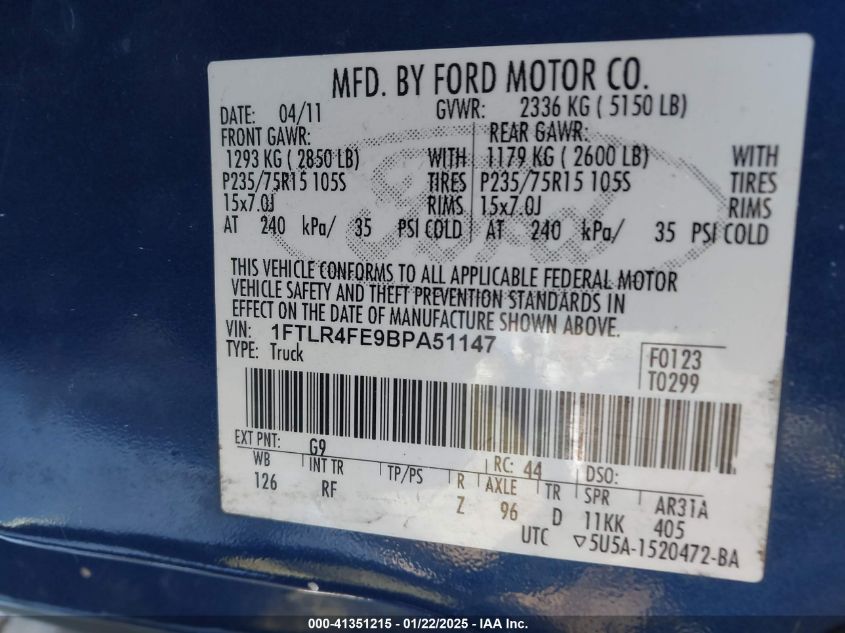 MFD. BY FORD MOTOR CO.
DATE: 04/11 GVWR: 2336 KG ( 5150 LB)
FRONT GAWR: REAR GAWR:
1293 KG ( 2850 LB) WITH 1179 KG ( 2600 LB) WITH
P235/75R15 105S TIRES P235/75R15 105S TIRES
15x7.0J RIMS 15x7.0J RIMS
AT 240 kPa/ 35 PSI COLD AT 240 kPa/ 35 PSI COLD
THIS VEHICLE CONFORMS TO ALL APPLICABLE FEDERAL MOTOR
VEHICLE SAFETY AND THEFT PREVENTION STANDARDS IN
EFFECT ON THE DATE OF MANUFACTURE SHOWN ABOVE.
VIN: 1FTLR4FE9BPA51147
TYPE: Truck
F0123
T0299
EXT PNT: G9 RC: 44 DSO:
WB INT TR TP/PS R AXLE TR SPR AR31A
126 RF Z 96 D 11KK 405
UTC ▽5U5A-1520472-BA
Ford
000-41351215 - 01/22/2025 - IAA Inc.